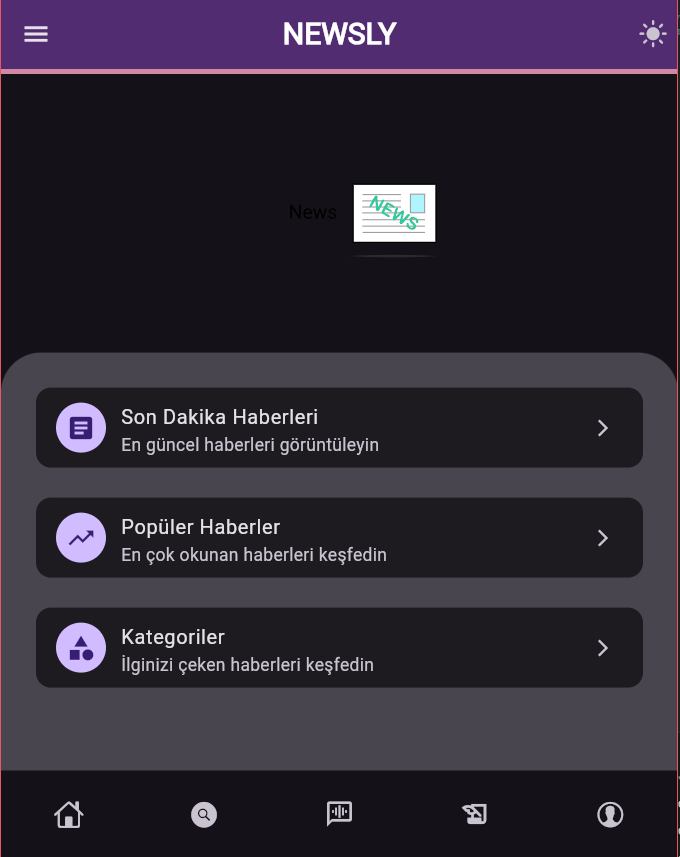 NEWSLY
News
NEWS
Son Dakika Haberleri
En güncel haberleri görüntüleyin
Popüler Haberler
En çok okunan haberleri keşfedin
Kategoriler
İlginizi çeken haberleri keşfedin